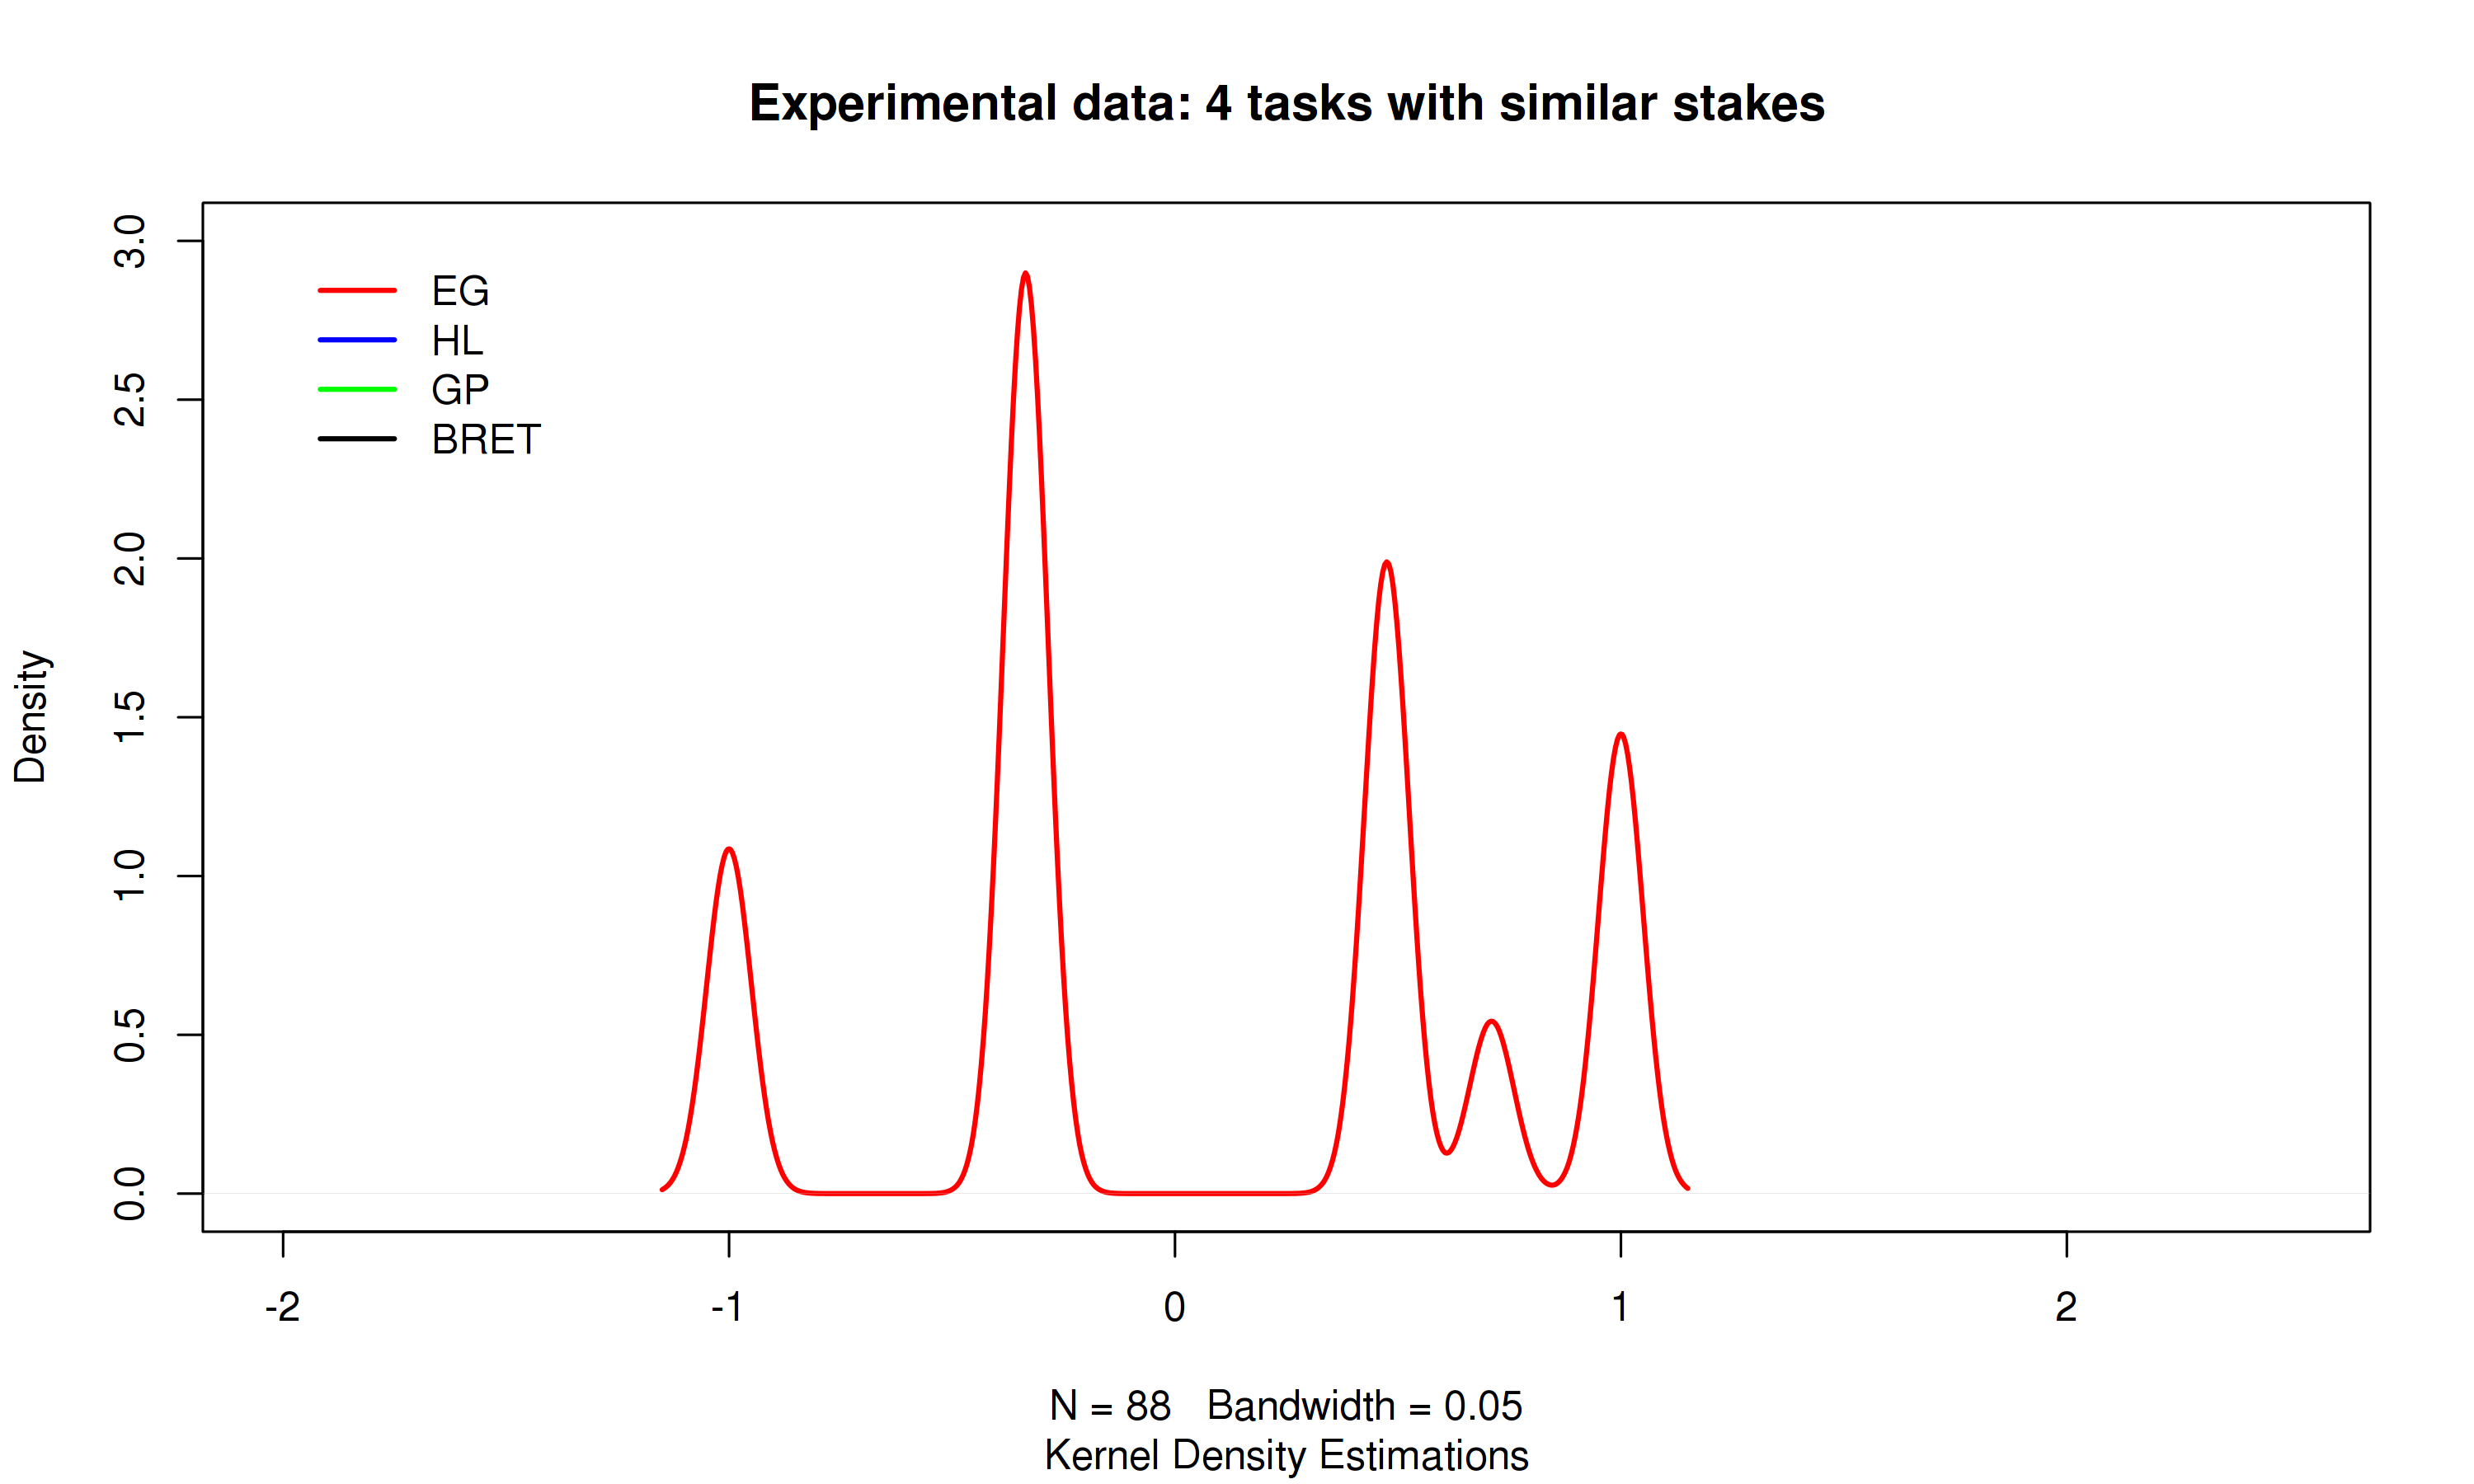 Experimental data: 4 tasks with similar stakes
3.0
2.5
2.0
1.5
1.0
0.5
0.0
Density
EG
HL
GP
BRET
-2 -1 0 1 2
N = 88 Bandwidth = 0.05
Kernel Density Estimations